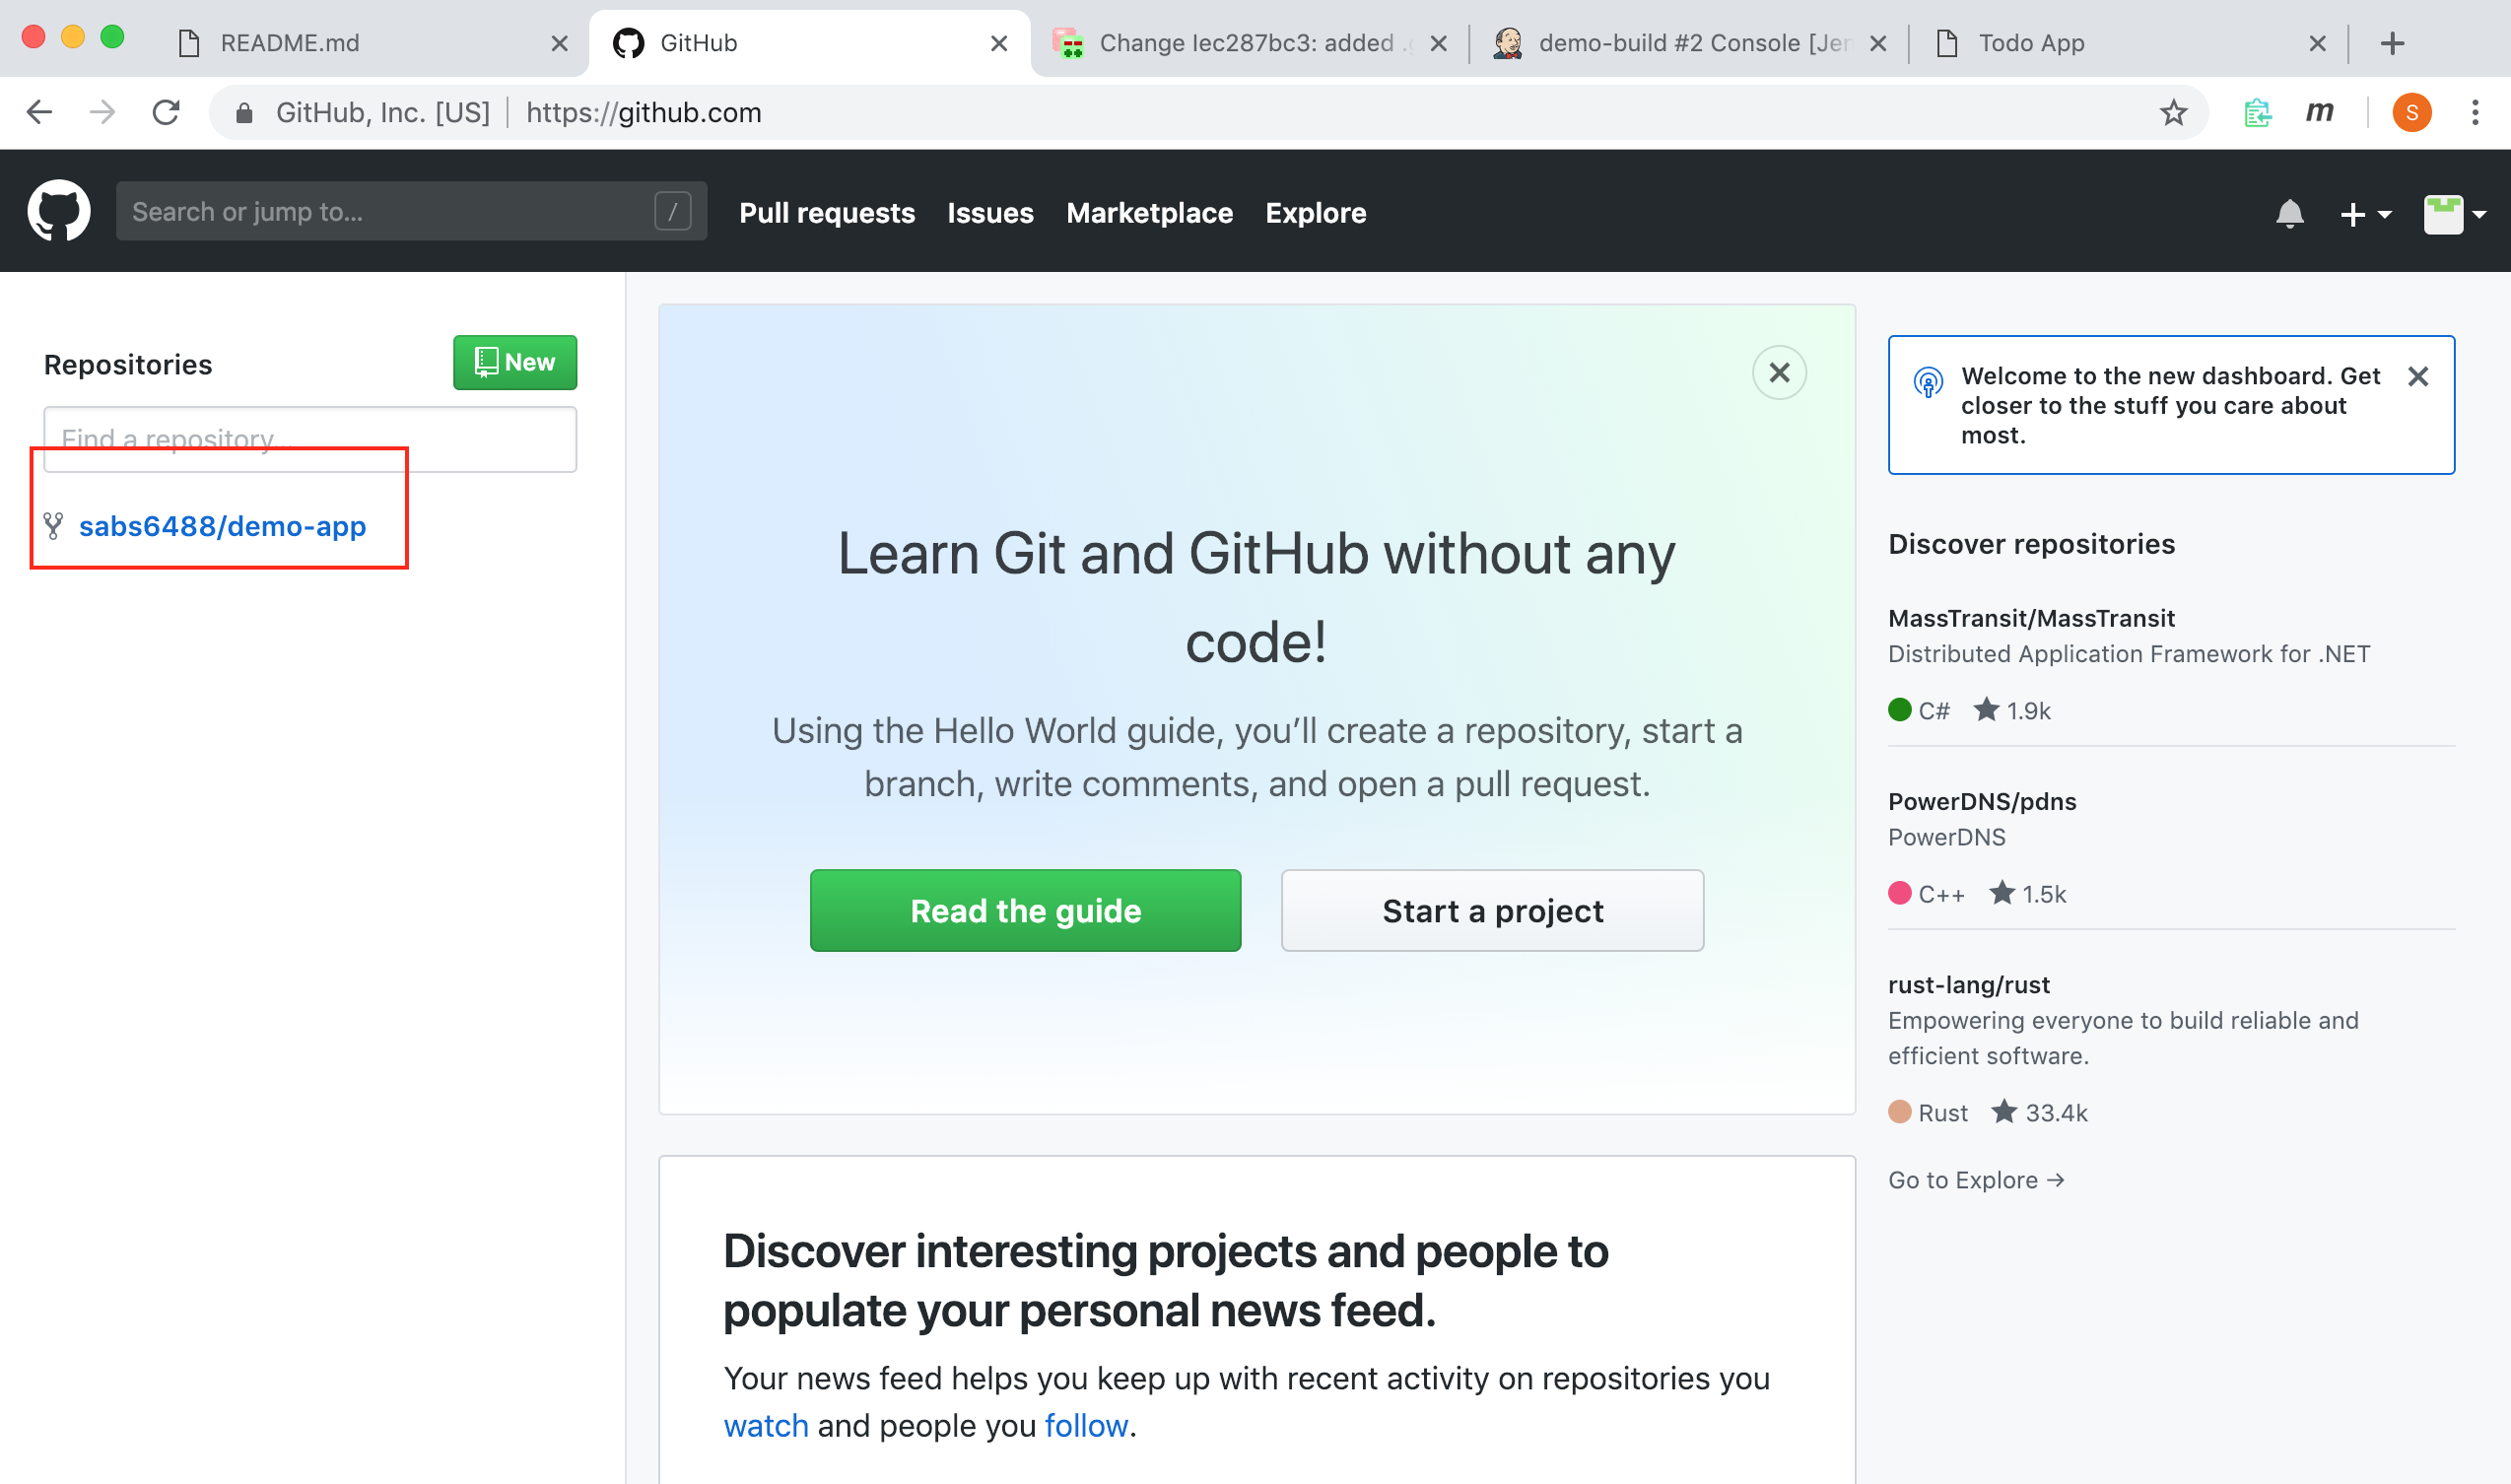 README.md
GitHub
Change Iec287bc3: added .g
demo-build #2 Console [Jer
Todo App
GitHub, Inc. [US]
https://github.com
m
S
Search or jump to...
/
Pull requests
Issues
Marketplace
Explore
Repositories
New
Find a repository...
sabs6488/demo-app
Learn Git and GitHub without any
code!
Using the Hello World guide, you’ll create a repository, start a
branch, write comments, and open a pull request.
Read the guide
Start a project
Discover interesting projects and people to
populate your personal news feed.
Your news feed helps you keep up with recent activity on repositories you
watch and people you follow.
Welcome to the new dashboard. Get
closer to the stuff you care about
most.
Discover repositories
MassTransit/MassTransit
Distributed Application Framework for .NET
C# 1.9k
PowerDNS/pdns
PowerDNS
C++ 1.5k
rust-lang/rust
Empowering everyone to build reliable and
efficient software.
Rust 33.4k
Go to Explore →